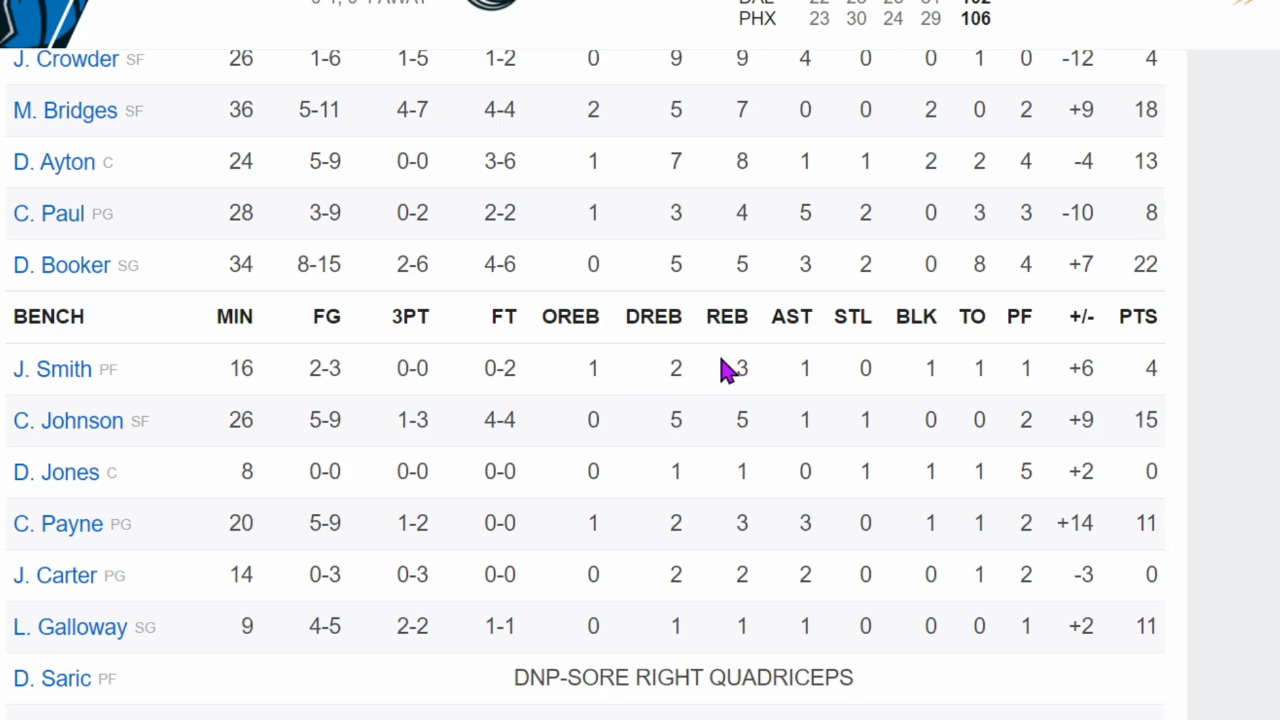 PHX 23 30 24 29 106
J. Crowder SF 26 1-6 1-5 1-2 0 9 9 4 0 0 1 0 -12 4
M. Bridges SF 36 5-11 4-7 4-4 2 5 7 0 0 2 0 2 +9 18
D. Ayton C 24 5-9 0-0 3-6 1 7 8 1 1 2 2 4 -4 13
C. Paul PG 28 3-9 0-2 2-2 1 3 4 5 2 0 3 3 -10 8
D. Booker SG 34 8-15 2-6 4-6 0 5 5 3 2 0 8 4 +7 22
BENCH MIN FG 3PT FT OREB DREB REB AST STL BLK TO PF +/- PTS
J. Smith PF 16 2-3 0-0 0-2 1 2 3 1 0 1 1 1 +6 4
C. Johnson SF 26 5-9 1-3 4-4 0 5 5 1 1 0 0 2 +9 15
D. Jones C 8 0-0 0-0 0-0 0 1 1 0 1 1 1 5 +2 0
C. Payne PG 20 5-9 1-2 0-0 1 2 3 3 0 1 1 2 +14 11
J. Carter PG 14 0-3 0-3 0-0 0 2 2 2 0 0 1 2 -3 0
L. Galloway SG 9 4-5 2-2 1-1 0 1 1 1 0 0 0 1 +2 11
D. Saric PF DNP-SORE RIGHT QUADRICEPS